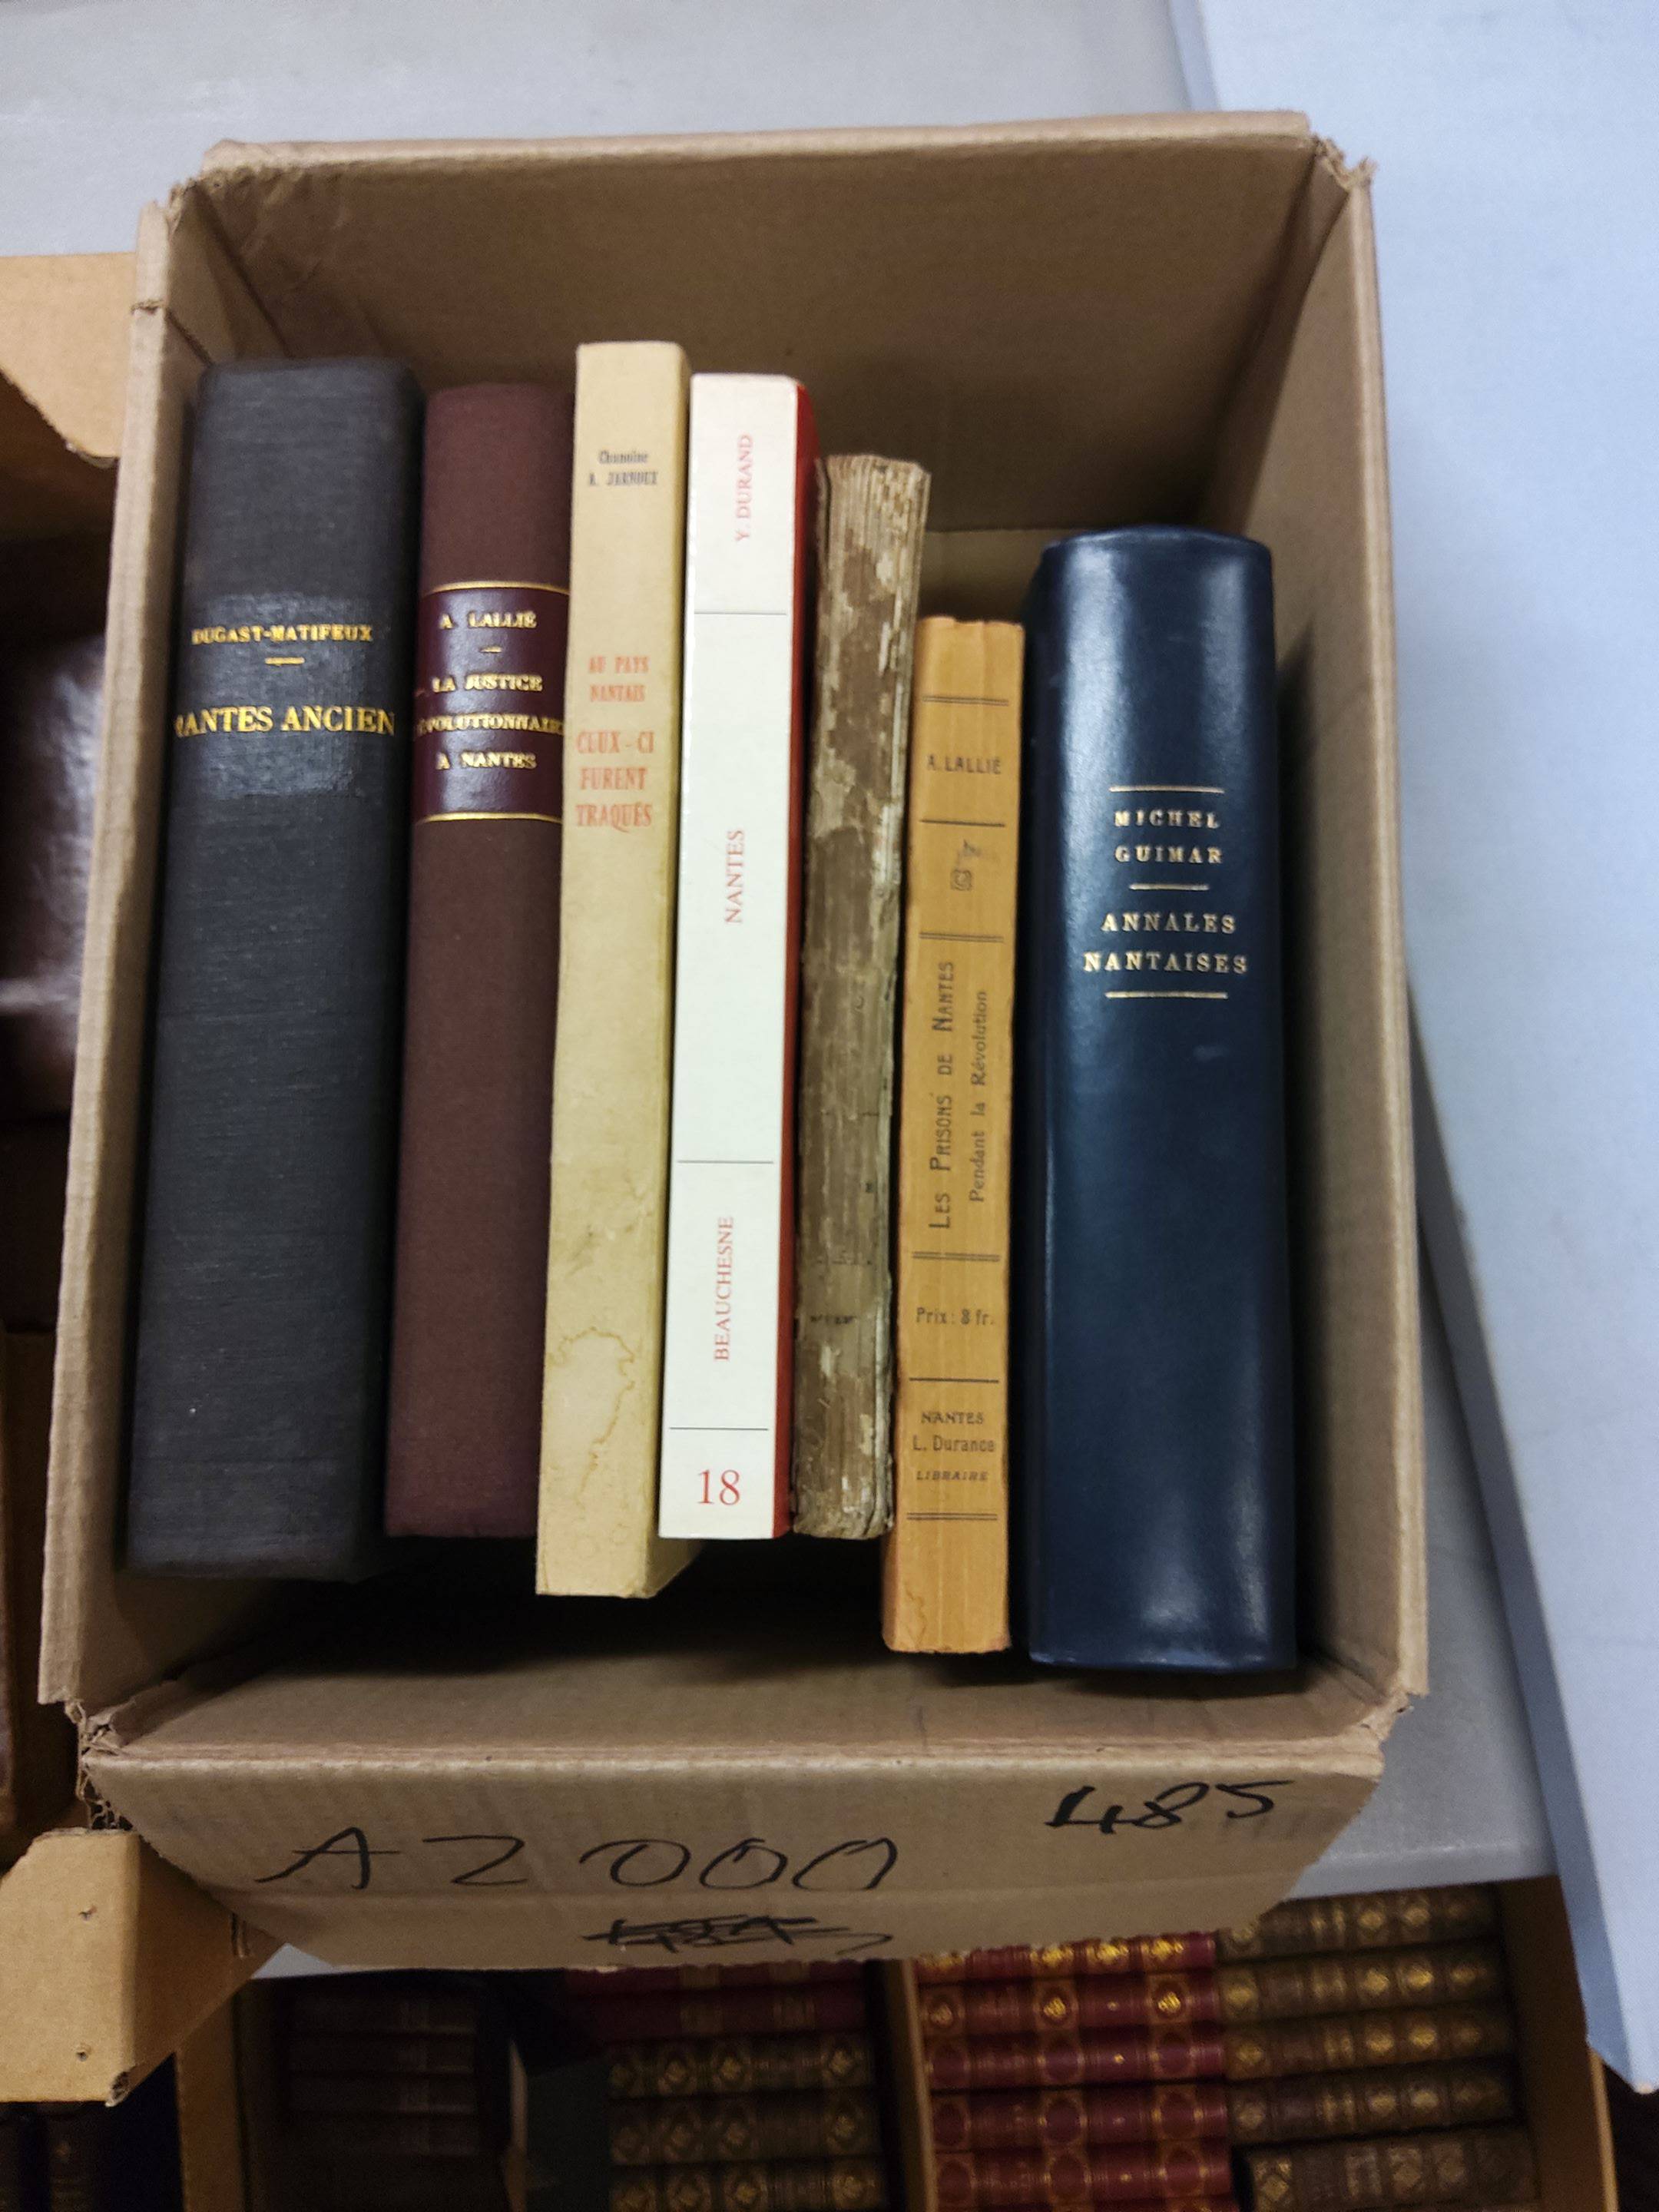 DUGAST-MATIFEUX
NANTES ANCIEN
A LALLIÉ
LA JUSTICE
RÉVOLUTIONNAIRE
A NANTES
Chanoine
A. JARNOUX
AU PAYS
NANTAIS
CEUX-CI
FURENT
TRAQUÉS
Y. DURAND
NANTES
BEAUCHESNE
18
A. LALLIÉ
LES PRISONS DE NANTES
Pendant la Révolution
Prix: 8 fr.
NANTES
L. Durance
LIBRAIRE
MICHEL
GUIMAR
ANNALES
NANTAISES
485
A2000